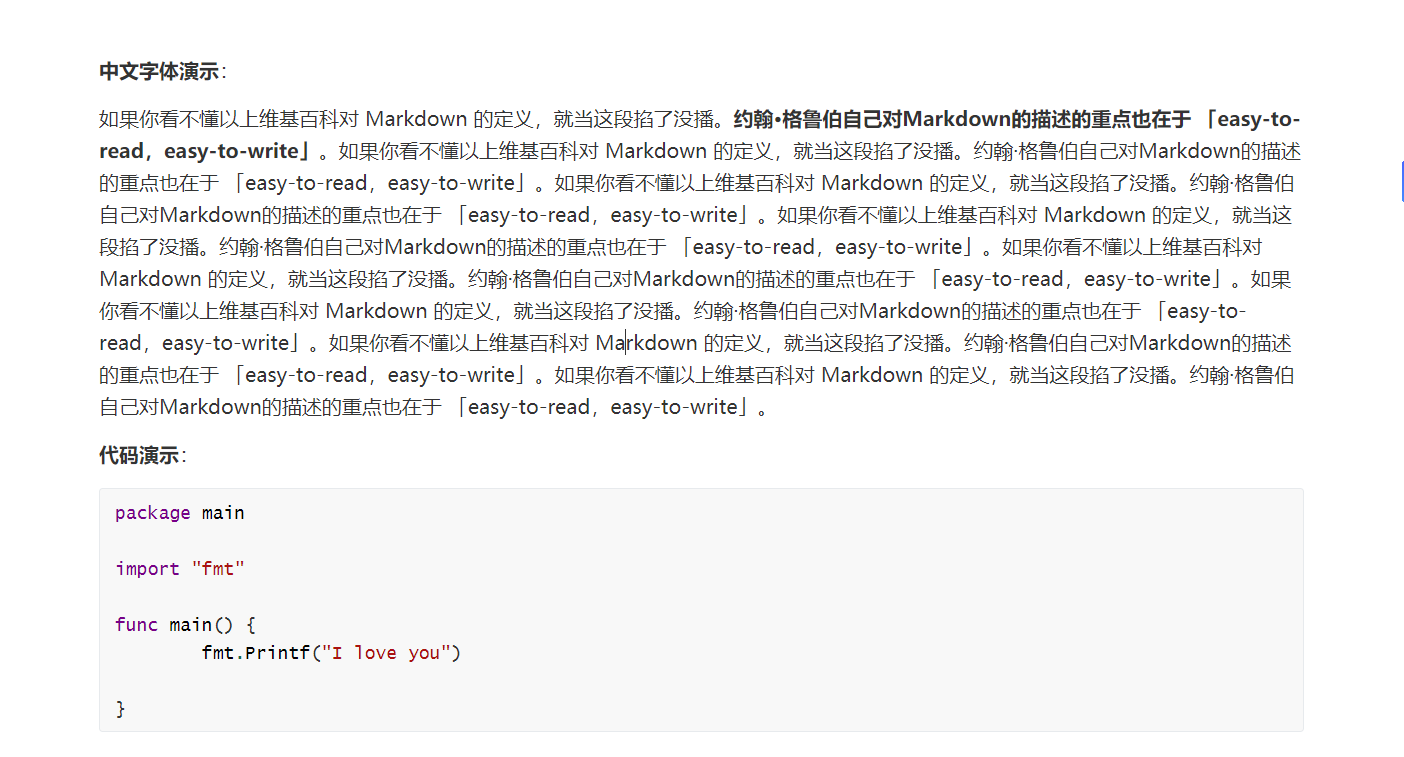 中文字体演示：
如果你看不懂以上维基百科对 Markdown 的定义，就当这段掐了没播。约翰·格鲁伯自己对Markdown的描述的重点也在于 「easy-to-
read，easy-to-write」。如果你看不懂以上维基百科对 Markdown 的定义，就当这段掐了没播。约翰·格鲁伯自己对Markdown的描述
的重点也在于 「easy-to-read，easy-to-write」。如果你看不懂以上维基百科对 Markdown 的定义，就当这段掐了没播。约翰·格鲁伯
自己对Markdown的描述的重点也在于 「easy-to-read，easy-to-write」。如果你看不懂以上维基百科对 Markdown 的定义，就当这
段掐了没播。约翰·格鲁伯自己对Markdown的描述的重点也在于 「easy-to-read，easy-to-write」。如果你看不懂以上维基百科对
Markdown 的定义，就当这段掐了没播。约翰·格鲁伯自己对Markdown的描述的重点也在于 「easy-to-read，easy-to-write」。如果
你看不懂以上维基百科对 Markdown 的定义，就当这段掐了没播。约翰·格鲁伯自己对Markdown的描述的重点也在于 「easy-to-
read，easy-to-write」。如果你看不懂以上维基百科对 Markdown 的定义，就当这段掐了没播。约翰·格鲁伯自己对Markdown的描述
的重点也在于 「easy-to-read，easy-to-write」。如果你看不懂以上维基百科对 Markdown 的定义，就当这段掐了没播。约翰·格鲁伯
自己对Markdown的描述的重点也在于 「easy-to-read，easy-to-write」。
代码演示：
package main
import "fmt"
func main() {
        fmt.Printf("I love you")
}